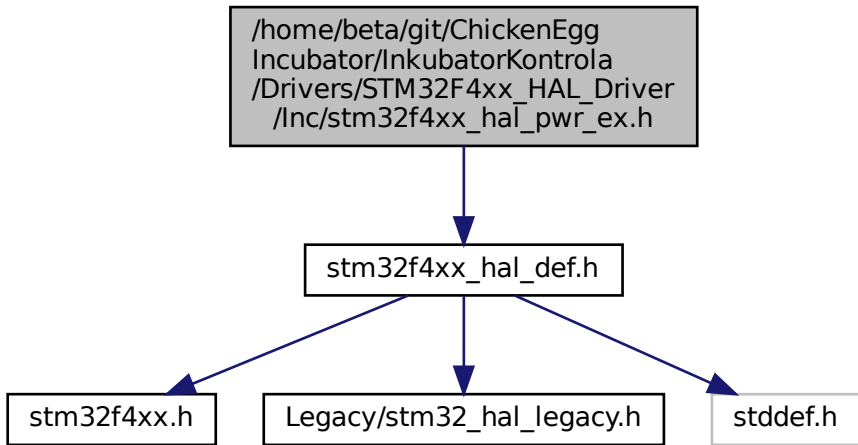 /home/beta/git/ChickenEgg
Incubator/InkubatorKontrola
/Drivers/STM32F4xx_HAL_Driver
/Inc/stm32f4xx_hal_pwr_ex.h
stm32f4xx_hal_def.h
stm32f4xx.h
Legacy/stm32_hal_legacy.h
stddef.h